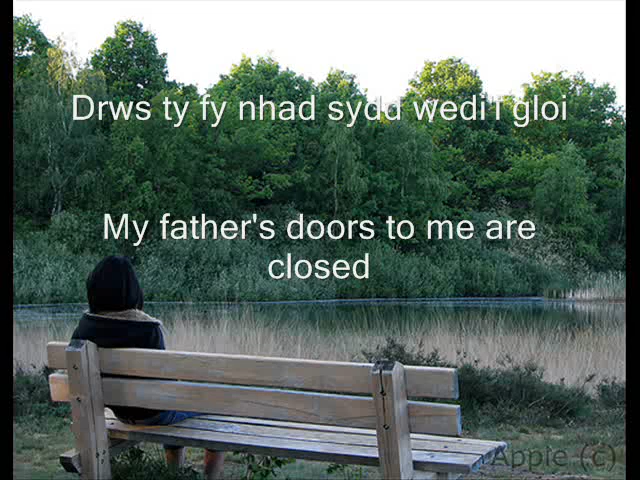 Drws ty fy nhad sydd wedi'i gloi
My father's doors to me are
closed
Apple (c)